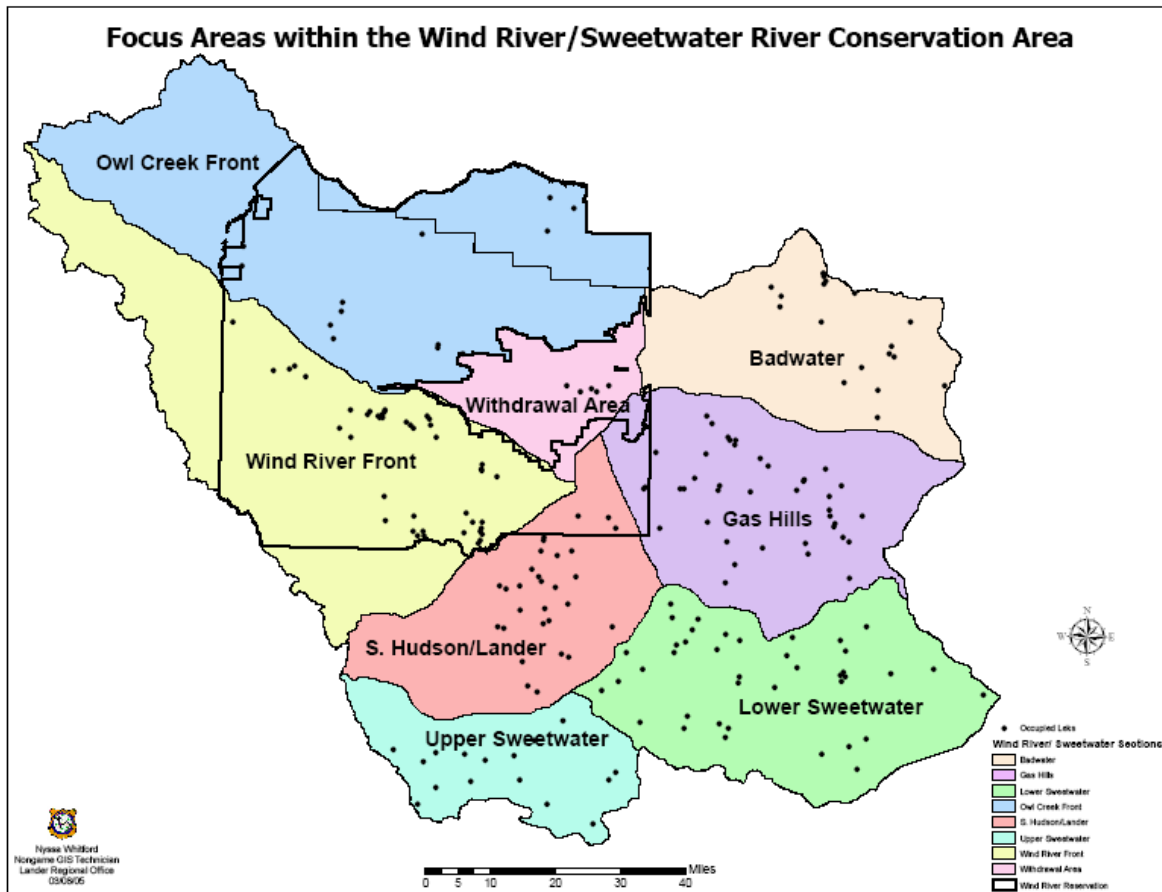 Focus Areas within the Wind River/Sweetwater River Conservation Area
Owl Creek Front
Badwater
Withdrawal Area
Wind River Front
Gas Hills
S. Hudson/Lander
Lower Sweetwater
Upper Sweetwater
N
W
E
S
Occupied Leks
Wind River/ Sweetwater Sections
Badwater
Gas Hills
Lower Sweetwater
Owl Creek Front
S. Hudson/Lander
Upper Sweetwater
Wind River Front
Withdrawal Area
Wind River Reservation
Nyssa Whitford
Nongame GIS Technician
Lander Regional Office
03/08/05
Miles
0 5 10 20 30 40